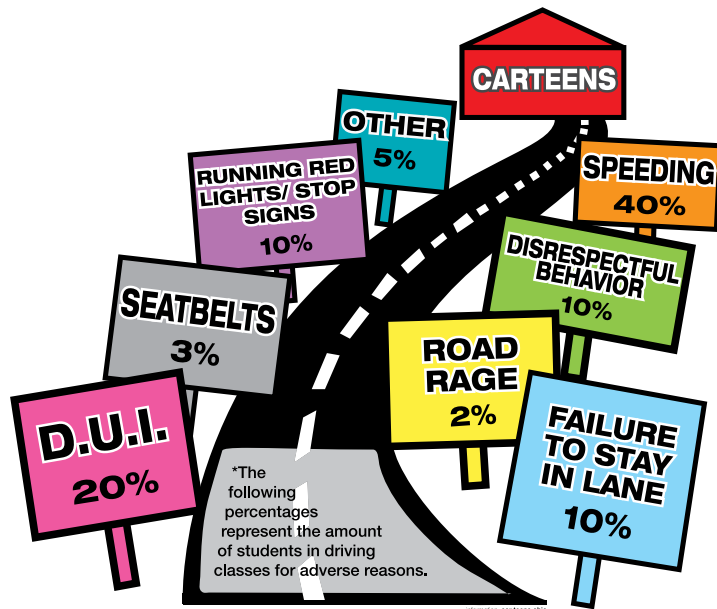 CARTEENS
OTHER
5%
RUNNING RED
LIGHTS/ STOP
SIGNS
10%
SPEEDING
40%
DISRESPECTFUL
BEHAVIOR
10%
SEATBELTS
3%
ROAD
RAGE
2%
D.U.I.
20%
FAILURE
TO STAY
IN LANE
10%
*The
following
percentages
represent the amount
of students in driving
classes for adverse reasons.